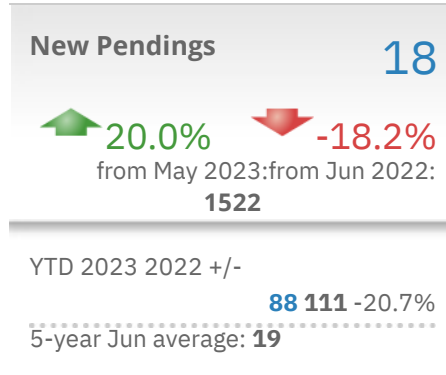 New Pendings
18
20.0% -18.2%
from May 2023:from Jun 2022:
1522
YTD 2023 2022 +/-
88 111 -20.7%
5-year Jun average: 19